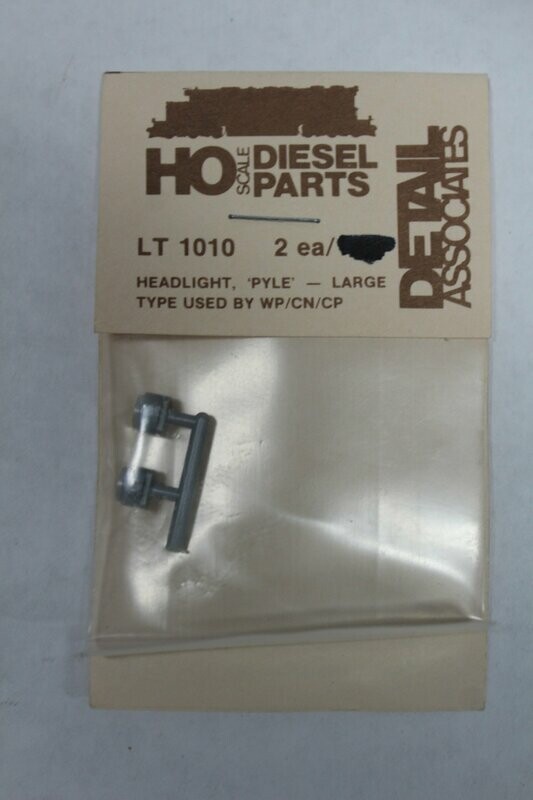 HO SCALE DIESEL PARTS
DETAIL ASSOCIATES
LT 1010 2 ea/
HEADLIGHT, 'PYLE' — LARGE
TYPE USED BY WP/CN/CP